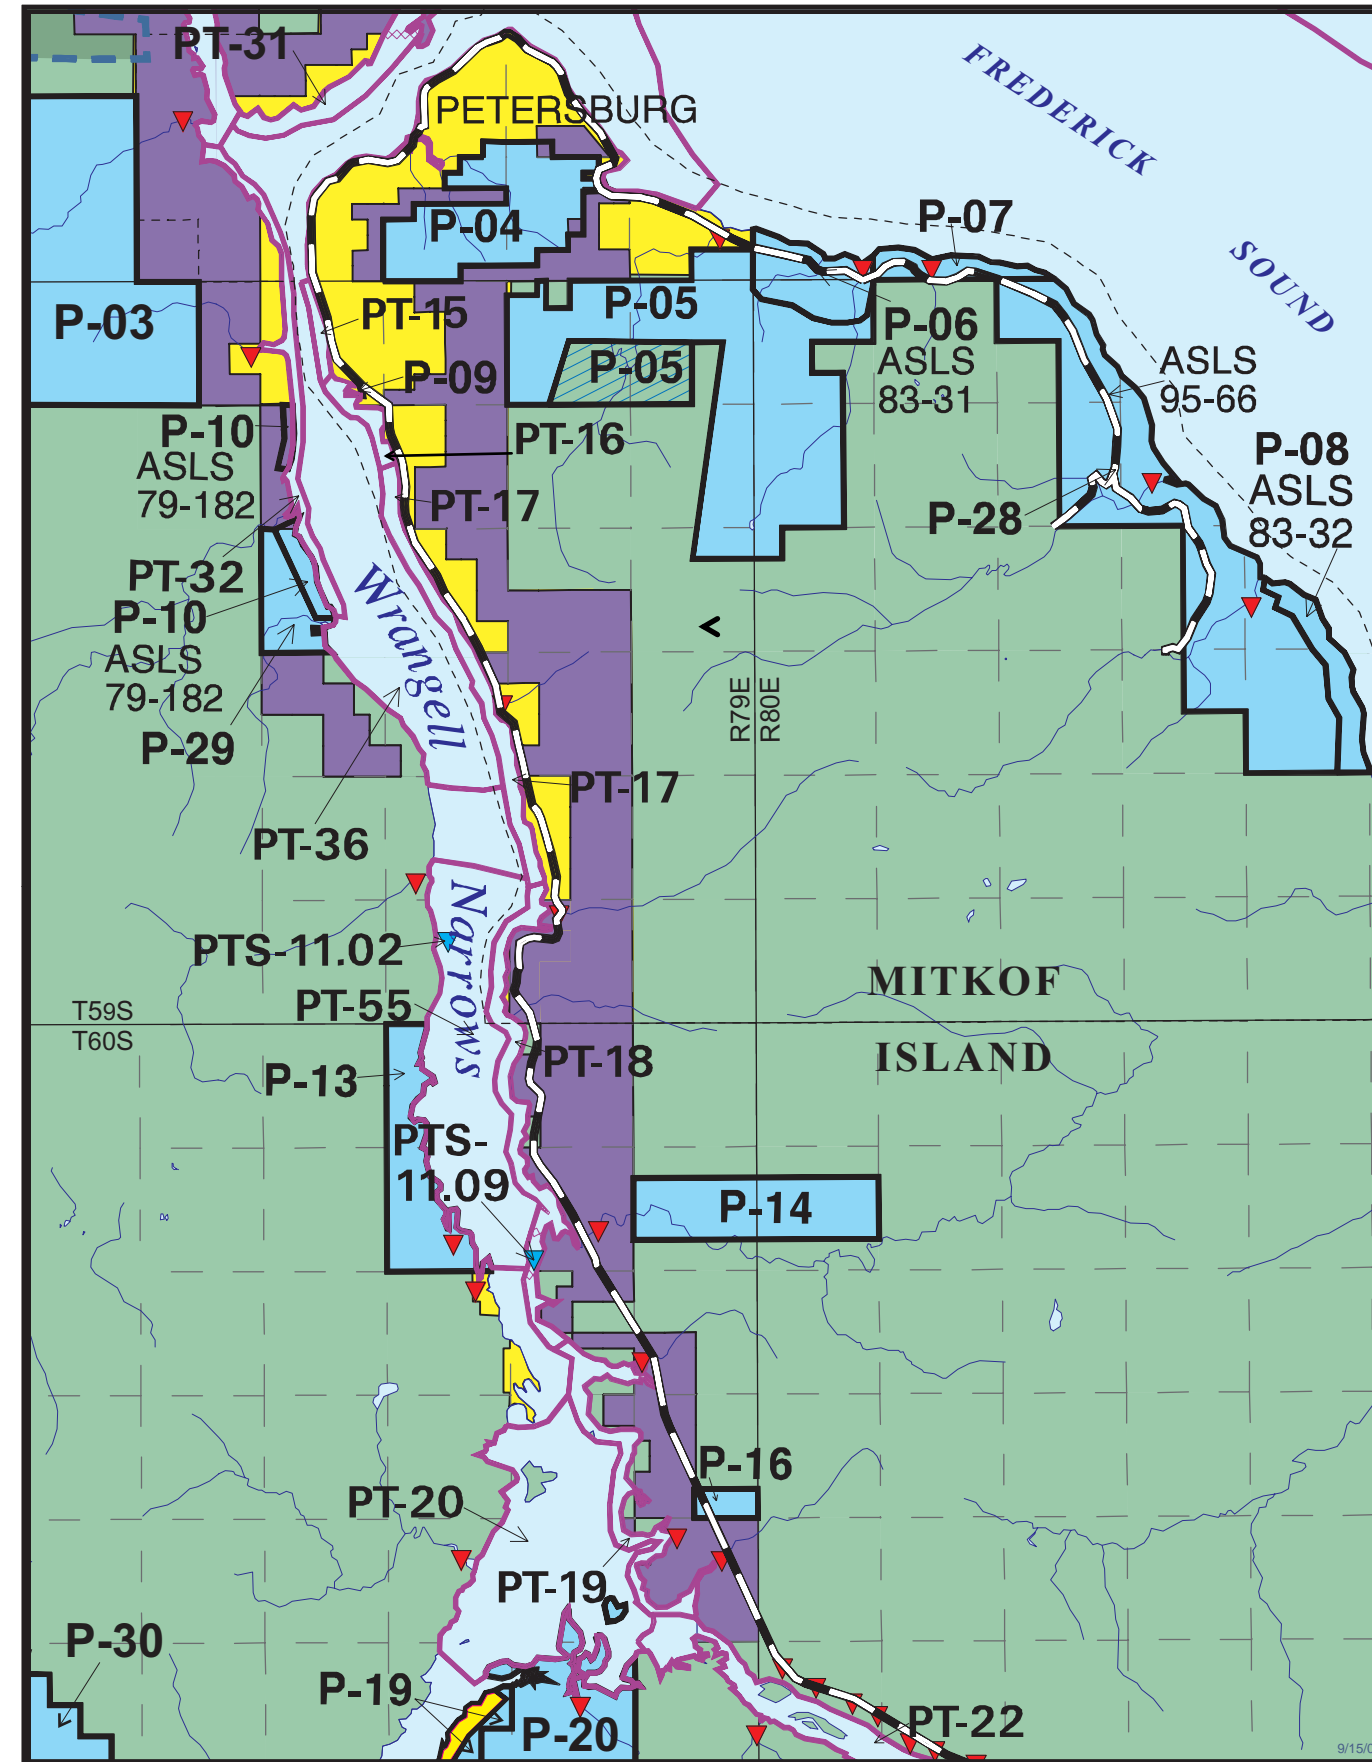 PT-31
FREDERICK
PETERSBURG
P-04
P-07
SOUND
P-03
PT-15
P-05
P-06
ASLS
83-31
P-05
P-09
ASLS
95-66
P-10
ASLS
79-182
PT-16
PT-17
P-08
ASLS
83-32
P-28
PT-32
P-10
ASLS
79-182
P-29
Wrangell
R79E
R80E
PT-17
PT-36
Narrows
PTS-11.02
MITKOF
ISLAND
T59S
T60S
PT-55
PT-18
P-13
PTS-
11.09
P-14
P-16
PT-20
PT-19
P-30
P-19
P-20
PT-22